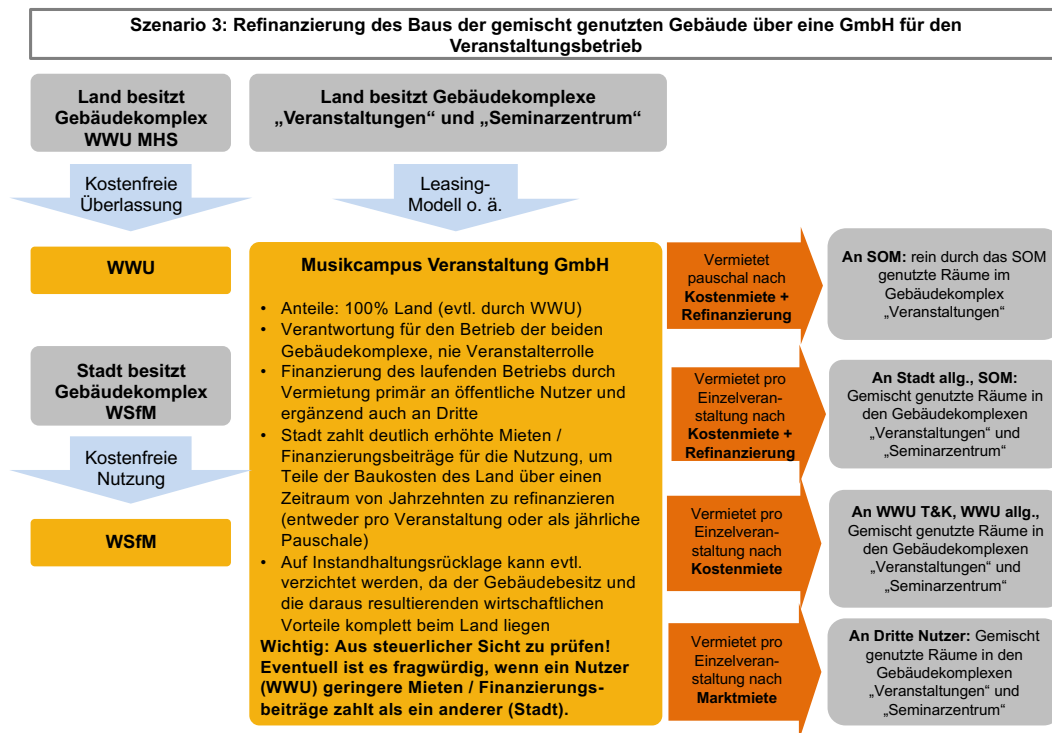 Szenario 3: Refinanzierung des Baus der gemischt genutzten Gebäude über eine GmbH für den
Veranstaltungsbetrieb
Land besitzt
Gebäudekomplex
WWU MHS
Kostenfreie
Überlassung
WWU
Stadt besitzt
Gebäudekomplex
WSfM
Kostenfreie
Nutzung
WSfM
Land besitzt Gebäudekomplexe
„Veranstaltungen“ und „Seminarzentrum“
Leasing-
Modell o. ä.
Musikcampus Veranstaltung GmbH
• Anteile: 100% Land (evtl. durch WWU)
• Verantwortung für den Betrieb der beiden
Gebäudekomplexe, nie Veranstalterrolle
• Finanzierung des laufenden Betriebs durch
Vermietung primär an öffentliche Nutzer und
ergänzend auch an Dritte
• Stadt zahlt deutlich erhöhte Mieten /
Finanzierungsbeiträge für die Nutzung, um
Teile der Baukosten des Land über einen
Zeitraum von Jahrzehnten zu refinanzieren
(entweder pro Veranstaltung oder als jährliche
Pauschale)
• Auf Instandhaltungsrücklage kann evtl.
verzichtet werden, da der Gebäudebesitz und
die daraus resultierenden wirtschaftlichen
Vorteile komplett beim Land liegen
Wichtig: Aus steuerlicher Sicht zu prüfen!
Eventuell ist es fragwürdig, wenn ein Nutzer
(WWU) geringere Mieten / Finanzierungs-
beiträge zahlt als ein anderer (Stadt).
Vermietet
pauschal nach
Kostenmiete +
Refinanzierung
An SOM: rein durch das SOM
genutzte Räume im
Gebäudekomplex
„Veranstaltungen“
Vermietet pro
Einzelveran-
staltung nach
Kostenmiete +
Refinanzierung
An Stadt allg., SOM:
Gemischt genutzte Räume in
den Gebäudekomplexen
„Veranstaltungen“ und
„Seminarzentrum“
Vermietet pro
Einzelveran-
staltung nach
Kostenmiete
An WWU T&K, WWU allg.,
Gemischt genutzte Räume in
den Gebäudekomplexen
„Veranstaltungen“ und
„Seminarzentrum“
Vermietet pro
Einzelveran-
staltung nach
Marktmiete
An Dritte Nutzer: Gemischt
genutzte Räume in den
Gebäudekomplexen
„Veranstaltungen“ und
„Seminarzentrum“